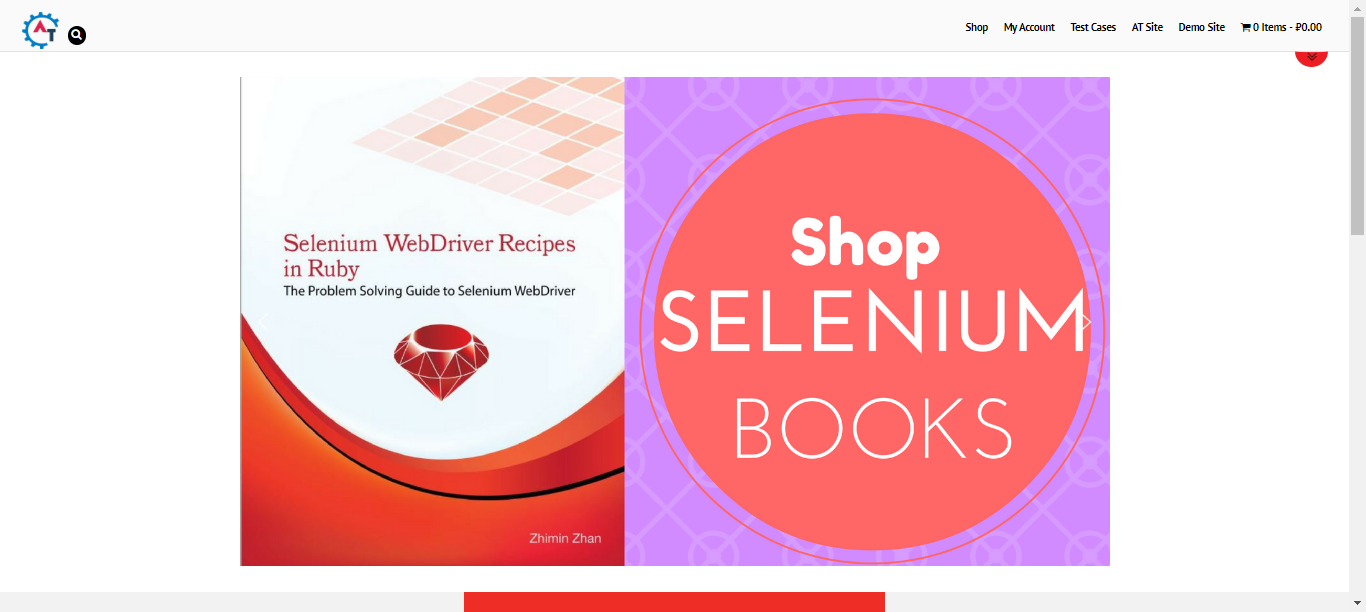 AT
Shop My Account Test Cases AT Site Demo Site 0 Items - ₽0.00
Selenium WebDriver Recipes
in Ruby
The Problem Solving Guide to Selenium WebDriver
Zhimin Zhan
Shop
SELENIUM
BOOKS